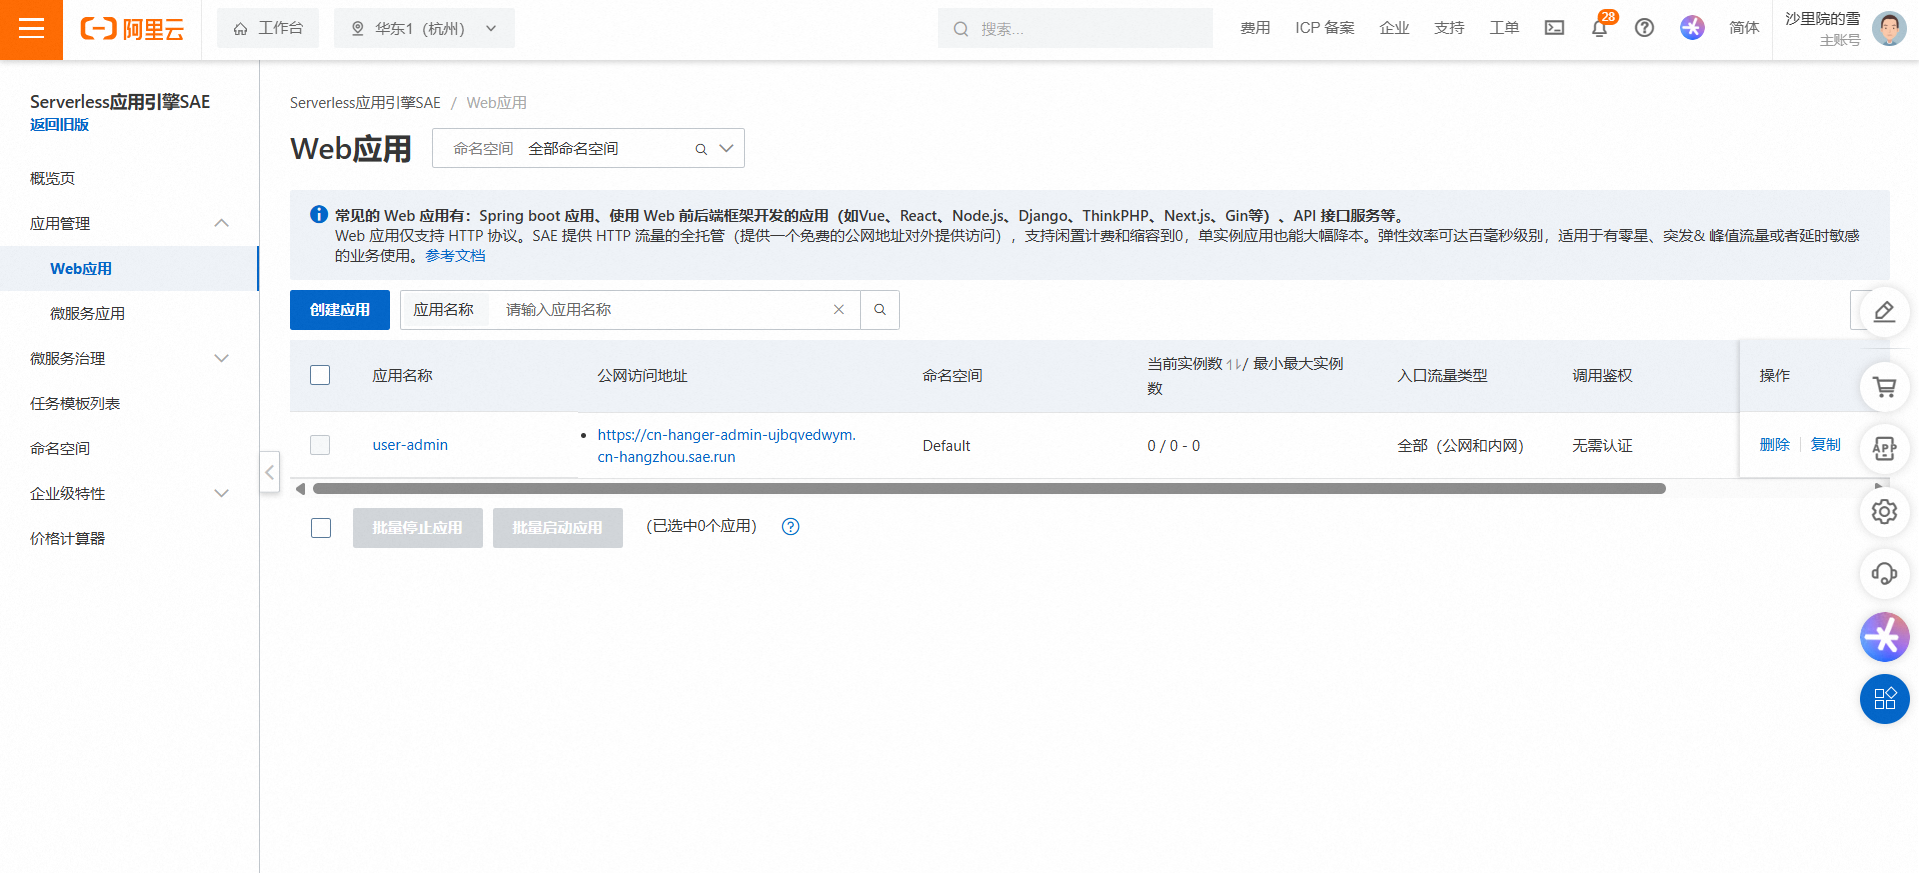 阿里云
工作台
华东1（杭州）
搜索...
费用
ICP 备案
企业
支持
工单
28
简体
沙里院的雪
主账号
Serverless应用引擎SAE
返回旧版
概览页
应用管理
Web应用
微服务应用
微服务治理
任务模板列表
命名空间
企业级特性
价格计算器
Serverless应用引擎SAE / Web应用
Web应用
命名空间 全部命名空间
常见的 Web 应用有：Spring boot 应用、使用 Web 前后端框架开发的应用（如Vue、React、Node.js、Django、ThinkPHP、Next.js、Gin等）、API 接口服务等。
Web 应用仅支持 HTTP 协议。SAE 提供 HTTP 流量的全托管（提供一个免费的公网地址对外提供访问），支持闲置计费和缩容到0，单实例应用也能大幅降本。弹性效率可达百毫秒级别，适用于有零星、突发& 峰值流量或者延时敏感
的业务使用。参考文档
创建应用
应用名称
请输入应用名称
应用名称
公网访问地址
命名空间
当前实例数 / 最小最大实例
数
入口流量类型
调用鉴权
操作
user-admin
https://cn-hanger-admin-ujbqvedwym.
cn-hangzhou.sae.run
Default
0 / 0 - 0
全部（公网和内网）
无需认证
删除
复制
批量停止应用
批量启动应用
(已选中0个应用)
APP